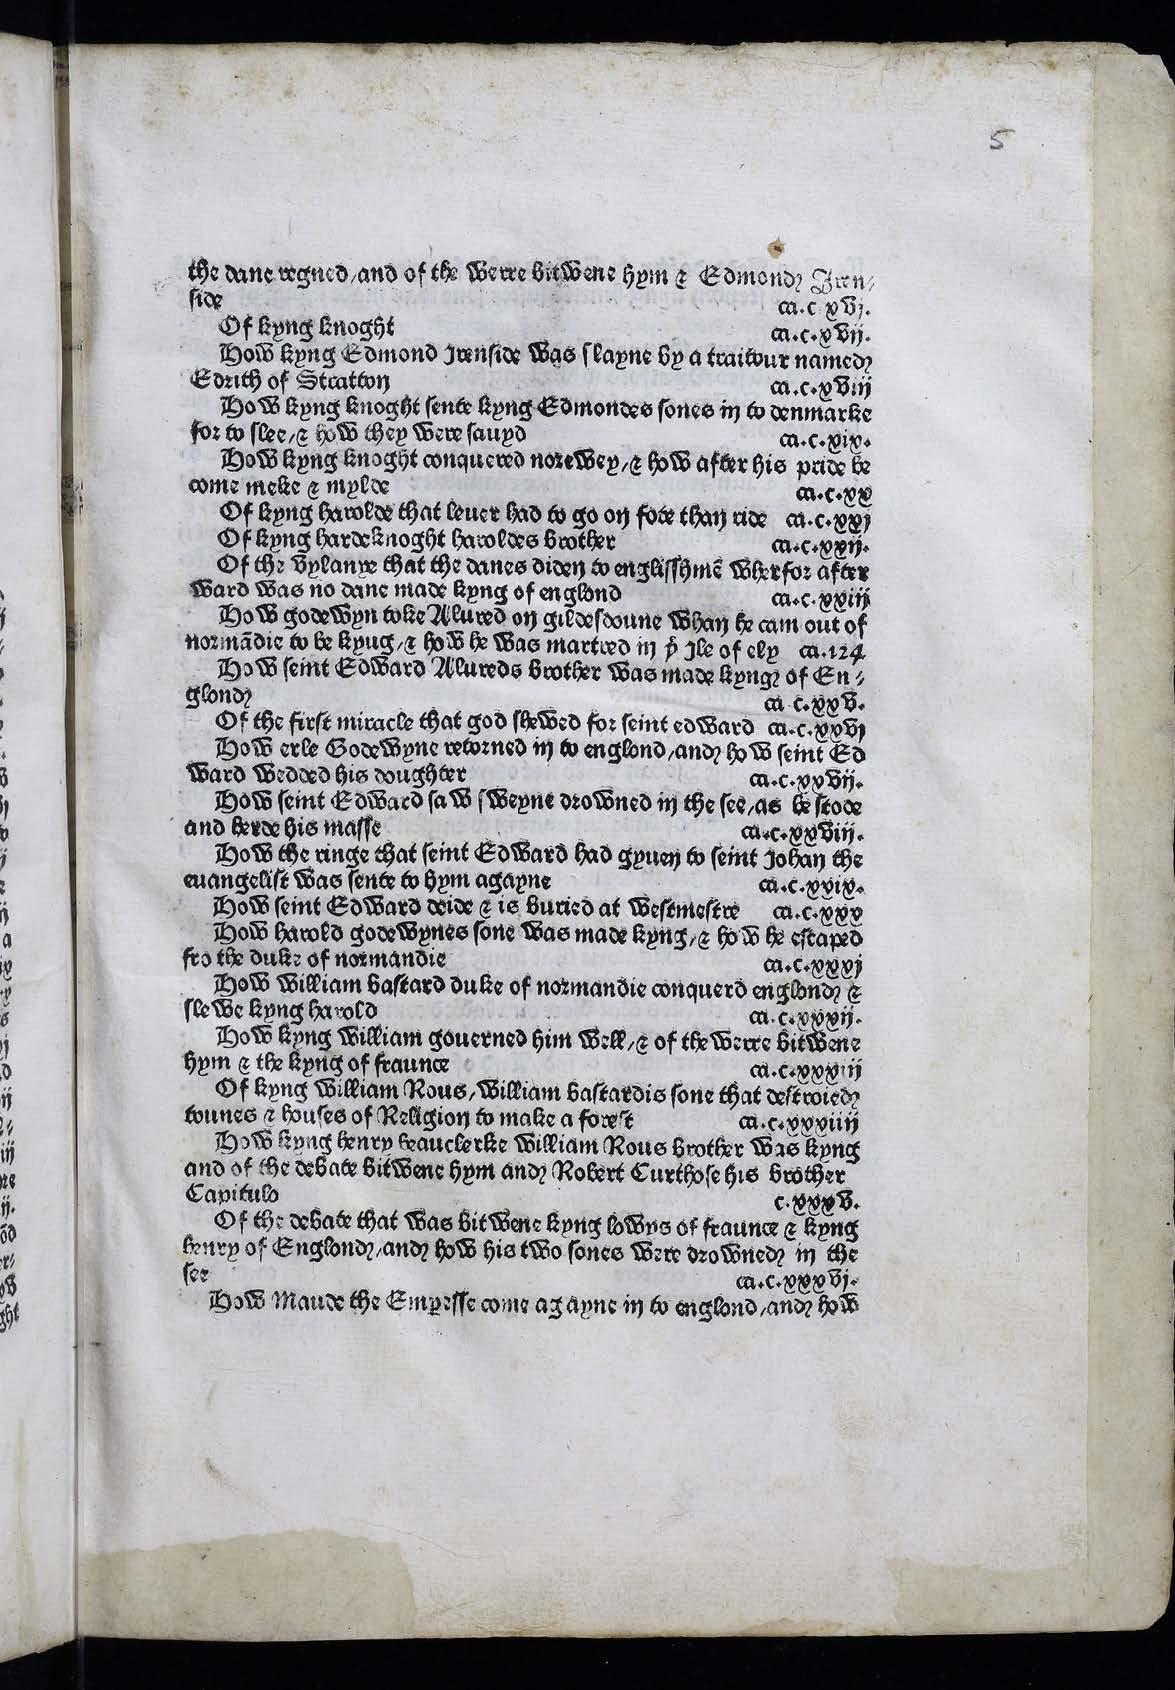 5
the dane regned/and of the werre bitwene hym & Edmond Iren-
side ca.c xvj.
Of kyng knoght ca.c.xvij.
How kyng Edmond Irenside was slayne by a traitour named
Edrith of Stratton ca.c.xviij
How kyng knoght sente kyng Edmondes sones in to denmarke
for to slee/& how they were sauyd ca.c.xix.
How kyng knoght conquered norewey/& how after his pride be
come meke & mylde ca.c.xx
Of kyng harolde that leuer had to go on fote than ride ca.c.xxj
Of kyng hardeknoght haroldes brother ca.c.xxij.
Of the vylanye that the danes diden to englisshmē wherfor after
ward was no dane made kyng of englond ca.c.xxiij
How godewyn toke Alured on gildesdoune whan he cam out of
normādie to be kyug/& how he was martred in þͤ Ile of ely ca.124
How seint Edward Alureds brother was made kyng of En-
glond ca c.xxv.
Of the first miracle that god shewed for seint edward ca.c.xxvj
How erle Godewyne retorned in to englond/and how seint Ed
ward wedded his doughter ca.c.xxvij.
How seint Edward saw sweyne drowned in the see/as he stode
and herde his masse ca.c.xxviij.
How the ringe that seint Edward had gyuen to seint Johan the
euangelist was sente to hym agayne ca.c.xxix.
How seint Edward deide & is buried at westmestre ca.c.xxx
How harold godewynes sone was made kyng/& how he escaped
fro the duke of normandie ca.c.xxxj
How william bastard duke of normandie conquerd englond &
slewe kyng harold ca.c.xxxij.
How kyng william gouerned him well/& of the werre bitwene
hym & the kyng of fraunce ca.c.xxxiij
Of kyng william Rous/william bastardis sone that destroied
tounes & houses of Religion to make a forest ca.c.xxxiiij
How kyng henry beauclerke william Rous brother was kyng
and of the debate bitwene hym and Robert Curthose his brother
Capitulo c.xxxv.
Of the debate that was bitwene kyng lowys of fraunce & kyng
henry of Englond/and how his two sones were drowned in the
see ca.c.xxxvj.
How Maude the Empresse come agayne in to englond/and how